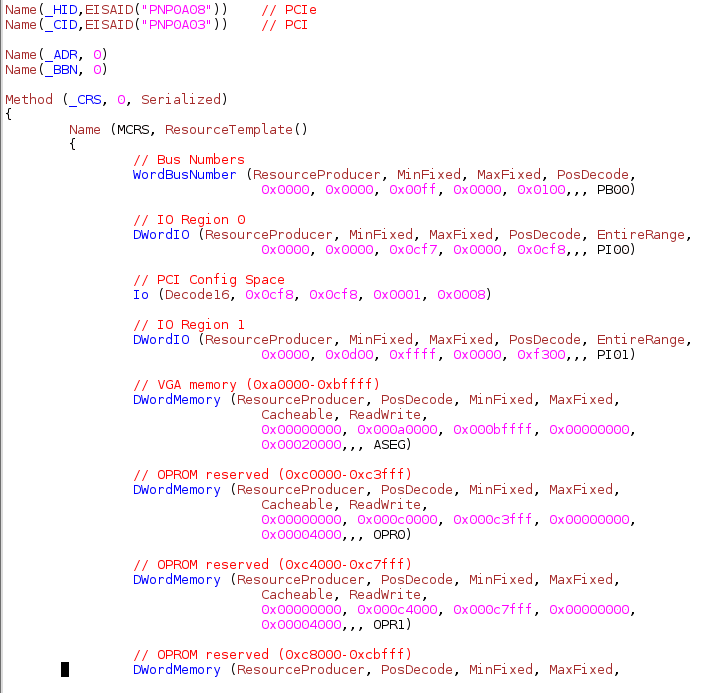 Name(_HID,EISAID("PNP0A08"))    // PCIe
Name(_CID,EISAID("PNP0A03"))    // PCI
Name(_ADR, 0)
Name(_BBN, 0)
Method (_CRS, 0, Serialized)
{
Name (MCRS, ResourceTemplate()
{
// Bus Numbers
WordBusNumber (ResourceProducer, MinFixed, MaxFixed, PosDecode,
0x0000, 0x0000, 0x00ff, 0x0000, 0x0100,,, PB00)
// IO Region 0
DWordIO (ResourceProducer, MinFixed, MaxFixed, PosDecode, EntireRange,
0x0000, 0x0000, 0x0cf7, 0x0000, 0x0cf8,,, PI00)
// PCI Config Space
Io (Decode16, 0x0cf8, 0x0cf8, 0x0001, 0x0008)
// IO Region 1
DWordIO (ResourceProducer, MinFixed, MaxFixed, PosDecode, EntireRange,
0x0000, 0x0d00, 0xffff, 0x0000, 0xf300,,, PI01)
// VGA memory (0xa0000-0xbffff)
DWordMemory (ResourceProducer, PosDecode, MinFixed, MaxFixed,
Cacheable, ReadWrite,
0x00000000, 0x000a0000, 0x000bffff, 0x00000000,
0x00020000,,, ASEG)
// OPROM reserved (0xc0000-0xc3fff)
DWordMemory (ResourceProducer, PosDecode, MinFixed, MaxFixed,
Cacheable, ReadWrite,
0x00000000, 0x000c0000, 0x000c3fff, 0x00000000,
0x00004000,,, OPR0)
// OPROM reserved (0xc4000-0xc7fff)
DWordMemory (ResourceProducer, PosDecode, MinFixed, MaxFixed,
Cacheable, ReadWrite,
0x00000000, 0x000c4000, 0x000c7fff, 0x00000000,
0x00004000,,, OPR1)
// OPROM reserved (0xc8000-0xcbfff)
DWordMemory (ResourceProducer, PosDecode, MinFixed, MaxFixed,